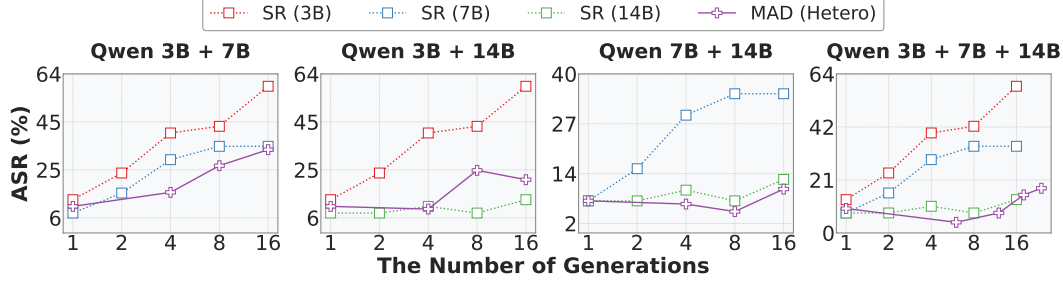 SR (3B) SR (7B) SR (14B) MAD (Hetero)
Qwen 3B + 7B Qwen 3B + 14B Qwen 7B + 14B Qwen 3B + 7B + 14B
ASR (%)
64 45 25 6
1 2 4 8 16
64 45 25 6
1 2 4 8 16
40 27 14 2
1 2 4 8 16
64 42 21 0
1 2 4 8 16
The Number of Generations